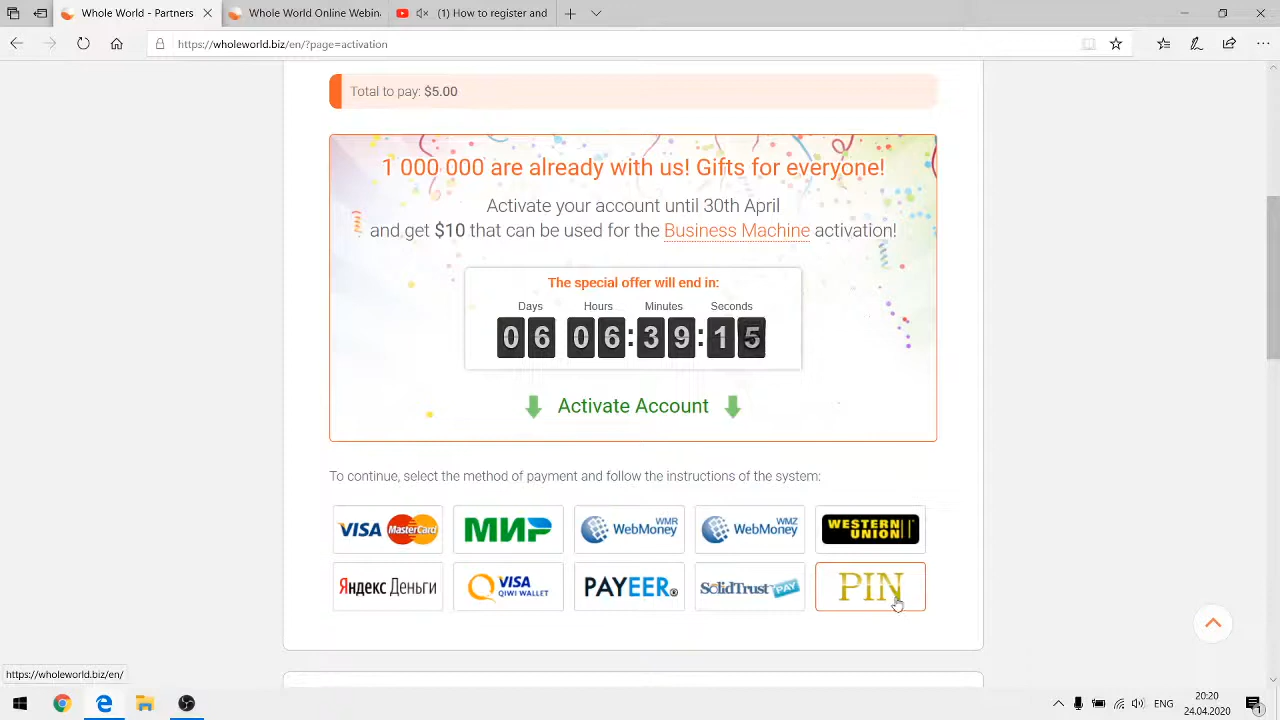 Whole World - Partners
Whole World Online Webin
(1) How to register and
https://wholeworld.biz/en/?page=activation
Total to pay: $5.00
1 000 000 are already with us! Gifts for everyone!
Activate your account until 30th April
and get $10 that can be used for the Business Machine activation!
The special offer will end in:
Days Hours Minutes Seconds
06 06:39:15
Activate Account
To continue, select the method of payment and follow the instructions of the system:
VISA MasterCard МИР WebMoney WMR WebMoney WMZ WESTERN UNION
Яндекс Деньги VISA QIWI WALLET PAYEER® SolidTrust PAY PIN
https://wholeworld.biz/en/
ENG
20:20
24.04.2020
1